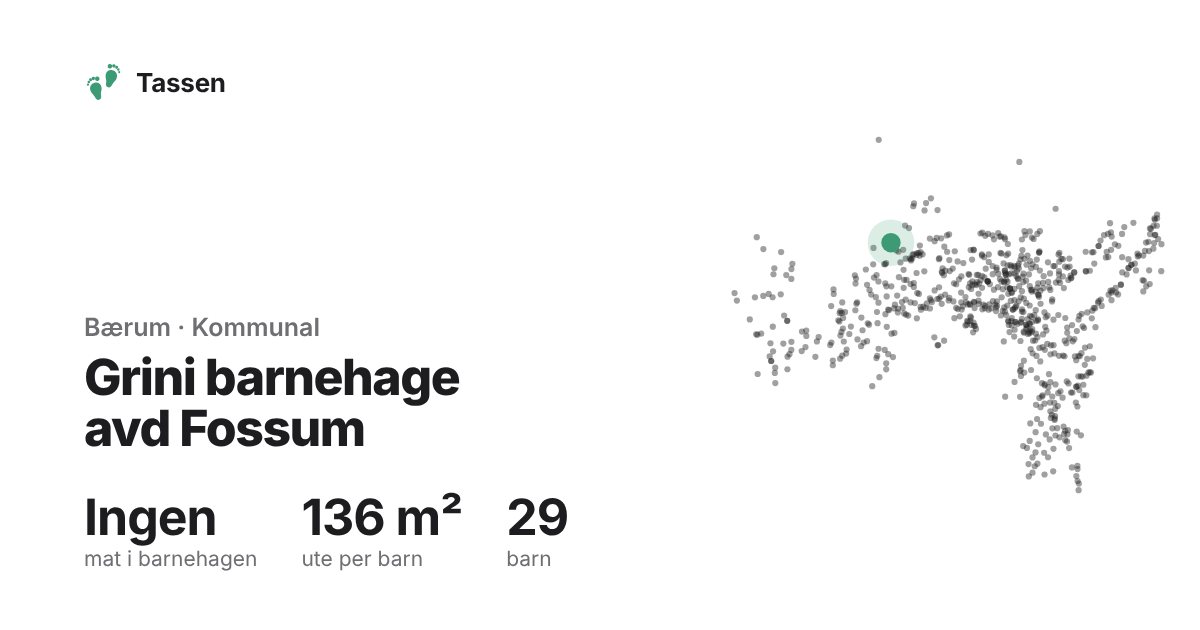 Tassen
Bærum · Kommunal
Grini barnehage
avd Fossum
Ingen
mat i barnehagen
136 m²
ute per barn
29
barn